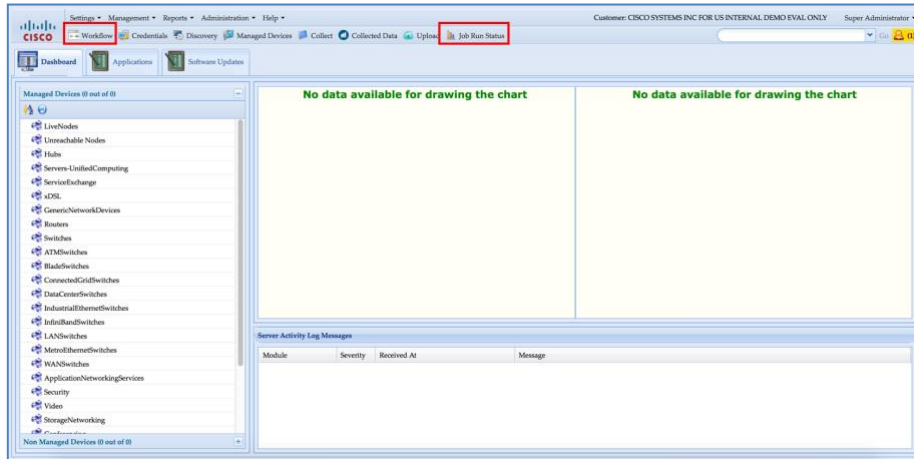 Settings Management Reports Administration Help
Customer: CISCO SYSTEMS INC FOR US INTERNAL DEMO EVAL ONLY Super Administrator
CISCO
Workflow Credentials Discovery Managed Devices Collect Collected Data Upload Job Run Status
Go
Dashboard Applications Software Updates
Managed Devices (0 out of 0)
LiveNodes
Unreachable Nodes
Hubs
Servers-UnifiedComputing
ServiceExchange
xDSL
GenericNetworkDevices
Routers
Switches
ATMSwitches
BladeSwitches
ConnectedGridSwitches
DataCenterSwitches
IndustrialEthernetSwitches
InfiniBandSwitches
LANSwitches
MetroEthernetSwitches
WANSwitches
ApplicationNetworkingServices
Security
Video
StorageNetworking
Non Managed Devices (0 out of 0)
No data available for drawing the chart
No data available for drawing the chart
Server Activity Log Messages
Module Severity Received At Message